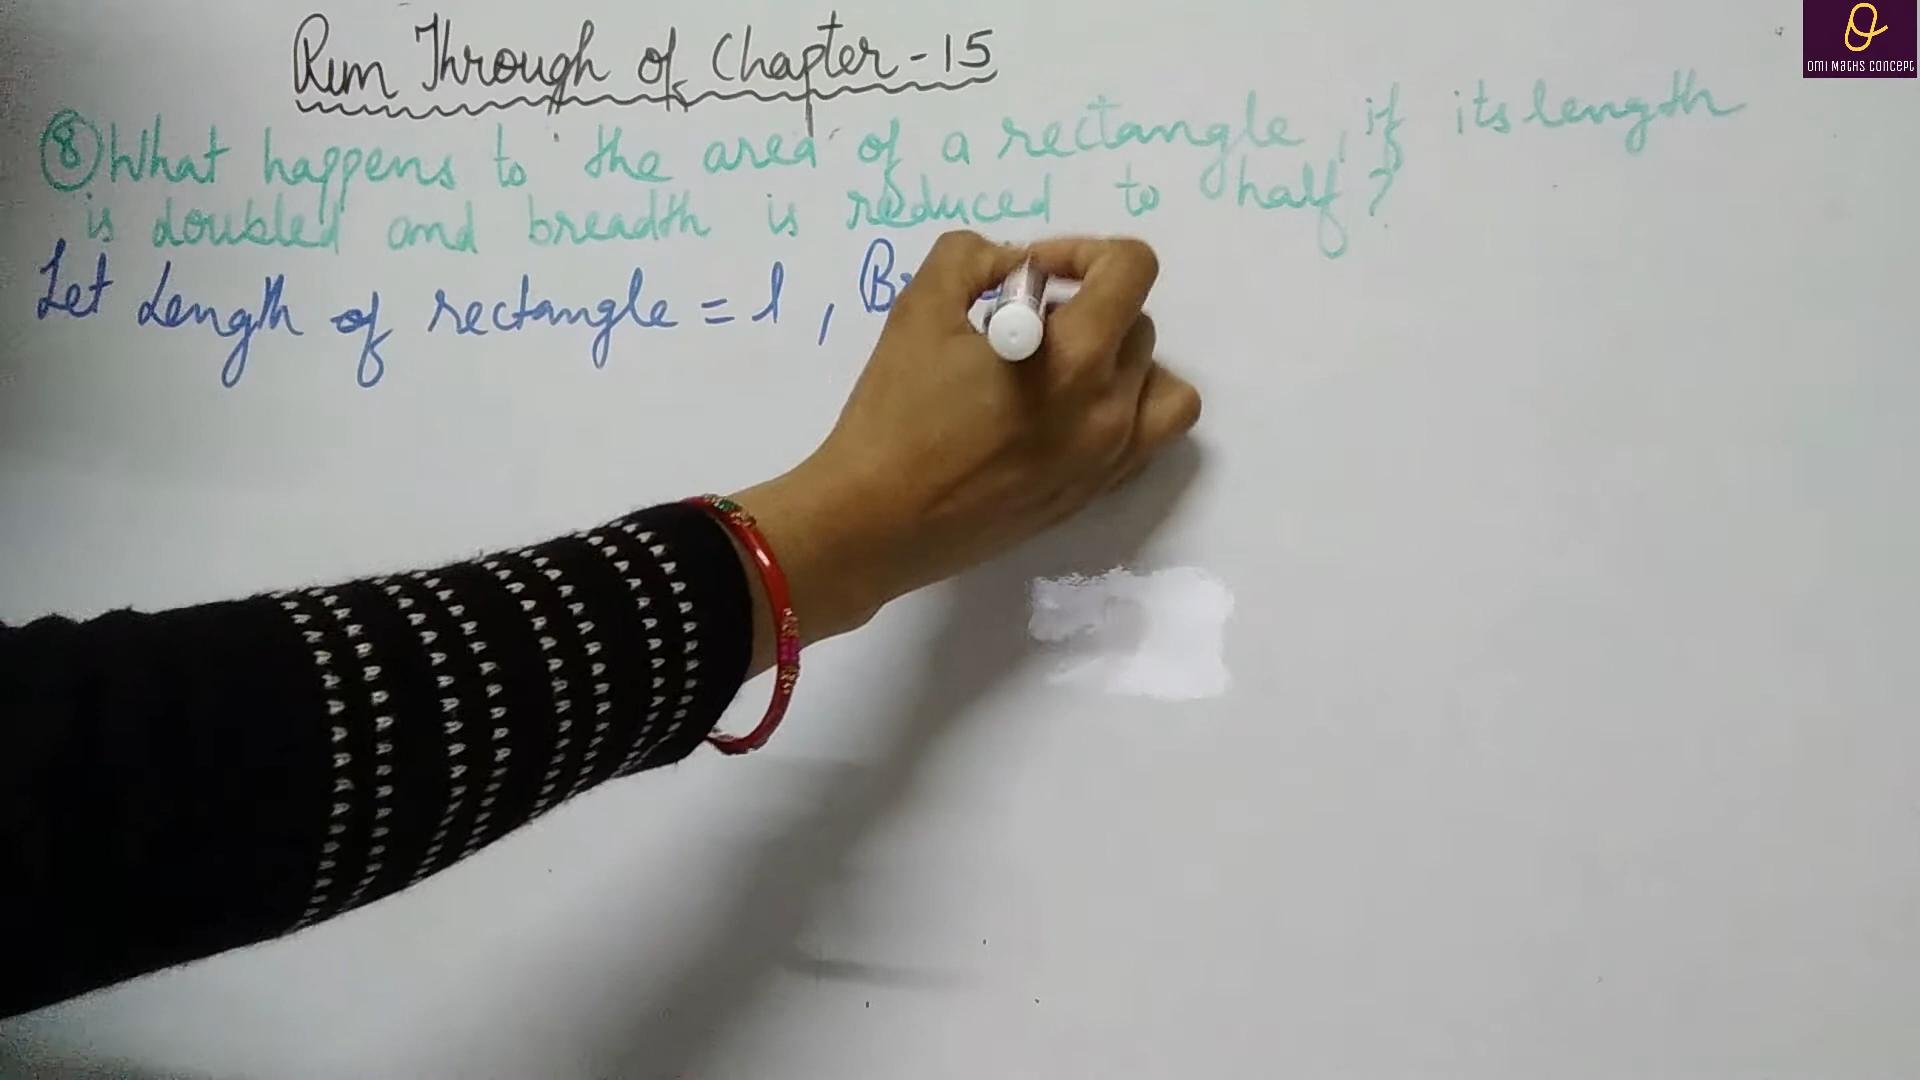 Run Through of Chapter-15
OMI MATHS CONCEPT
8 What happens to the area of a rectangle, if its length
is doubled and breadth is reduced to half?
Let Length of rectangle = l,